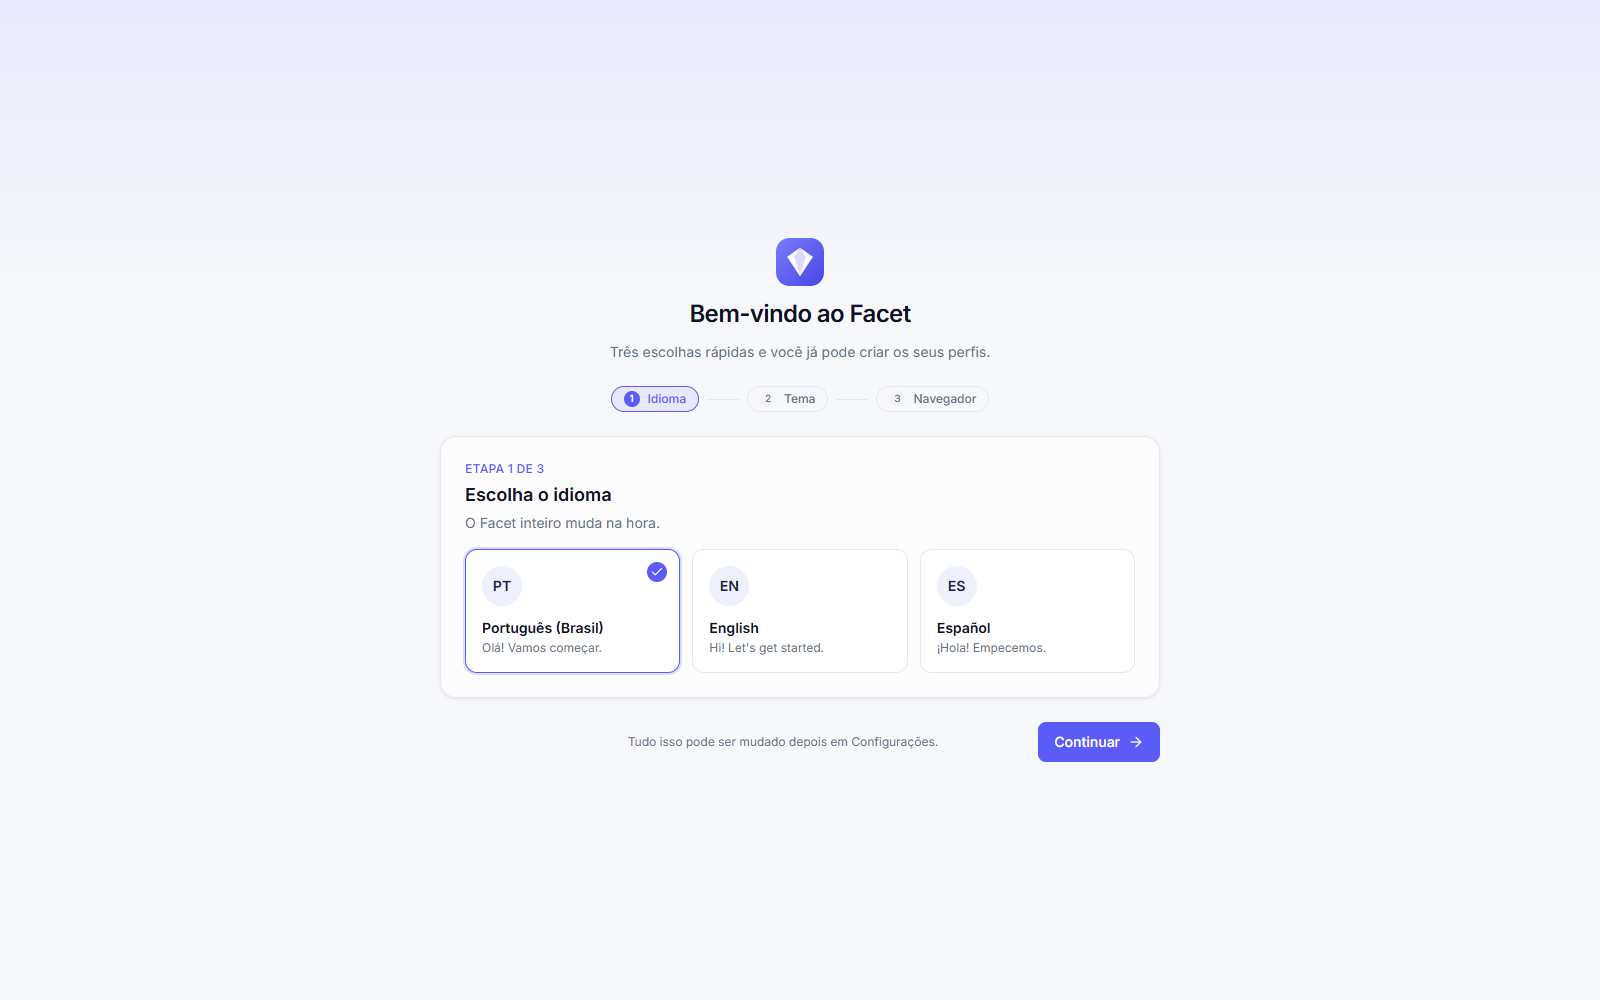 Bem-vindo ao Facet
Três escolhas rápidas e você já pode criar os seus perfis.
1 Idioma
2 Tema
3 Navegador
ETAPA 1 DE 3
Escolha o idioma
O Facet inteiro muda na hora.
PT
Português (Brasil)
Olá! Vamos começar.
EN
English
Hi! Let's get started.
ES
Español
¡Hola! Empecemos.
Tudo isso pode ser mudado depois em Configurações.
Continuar